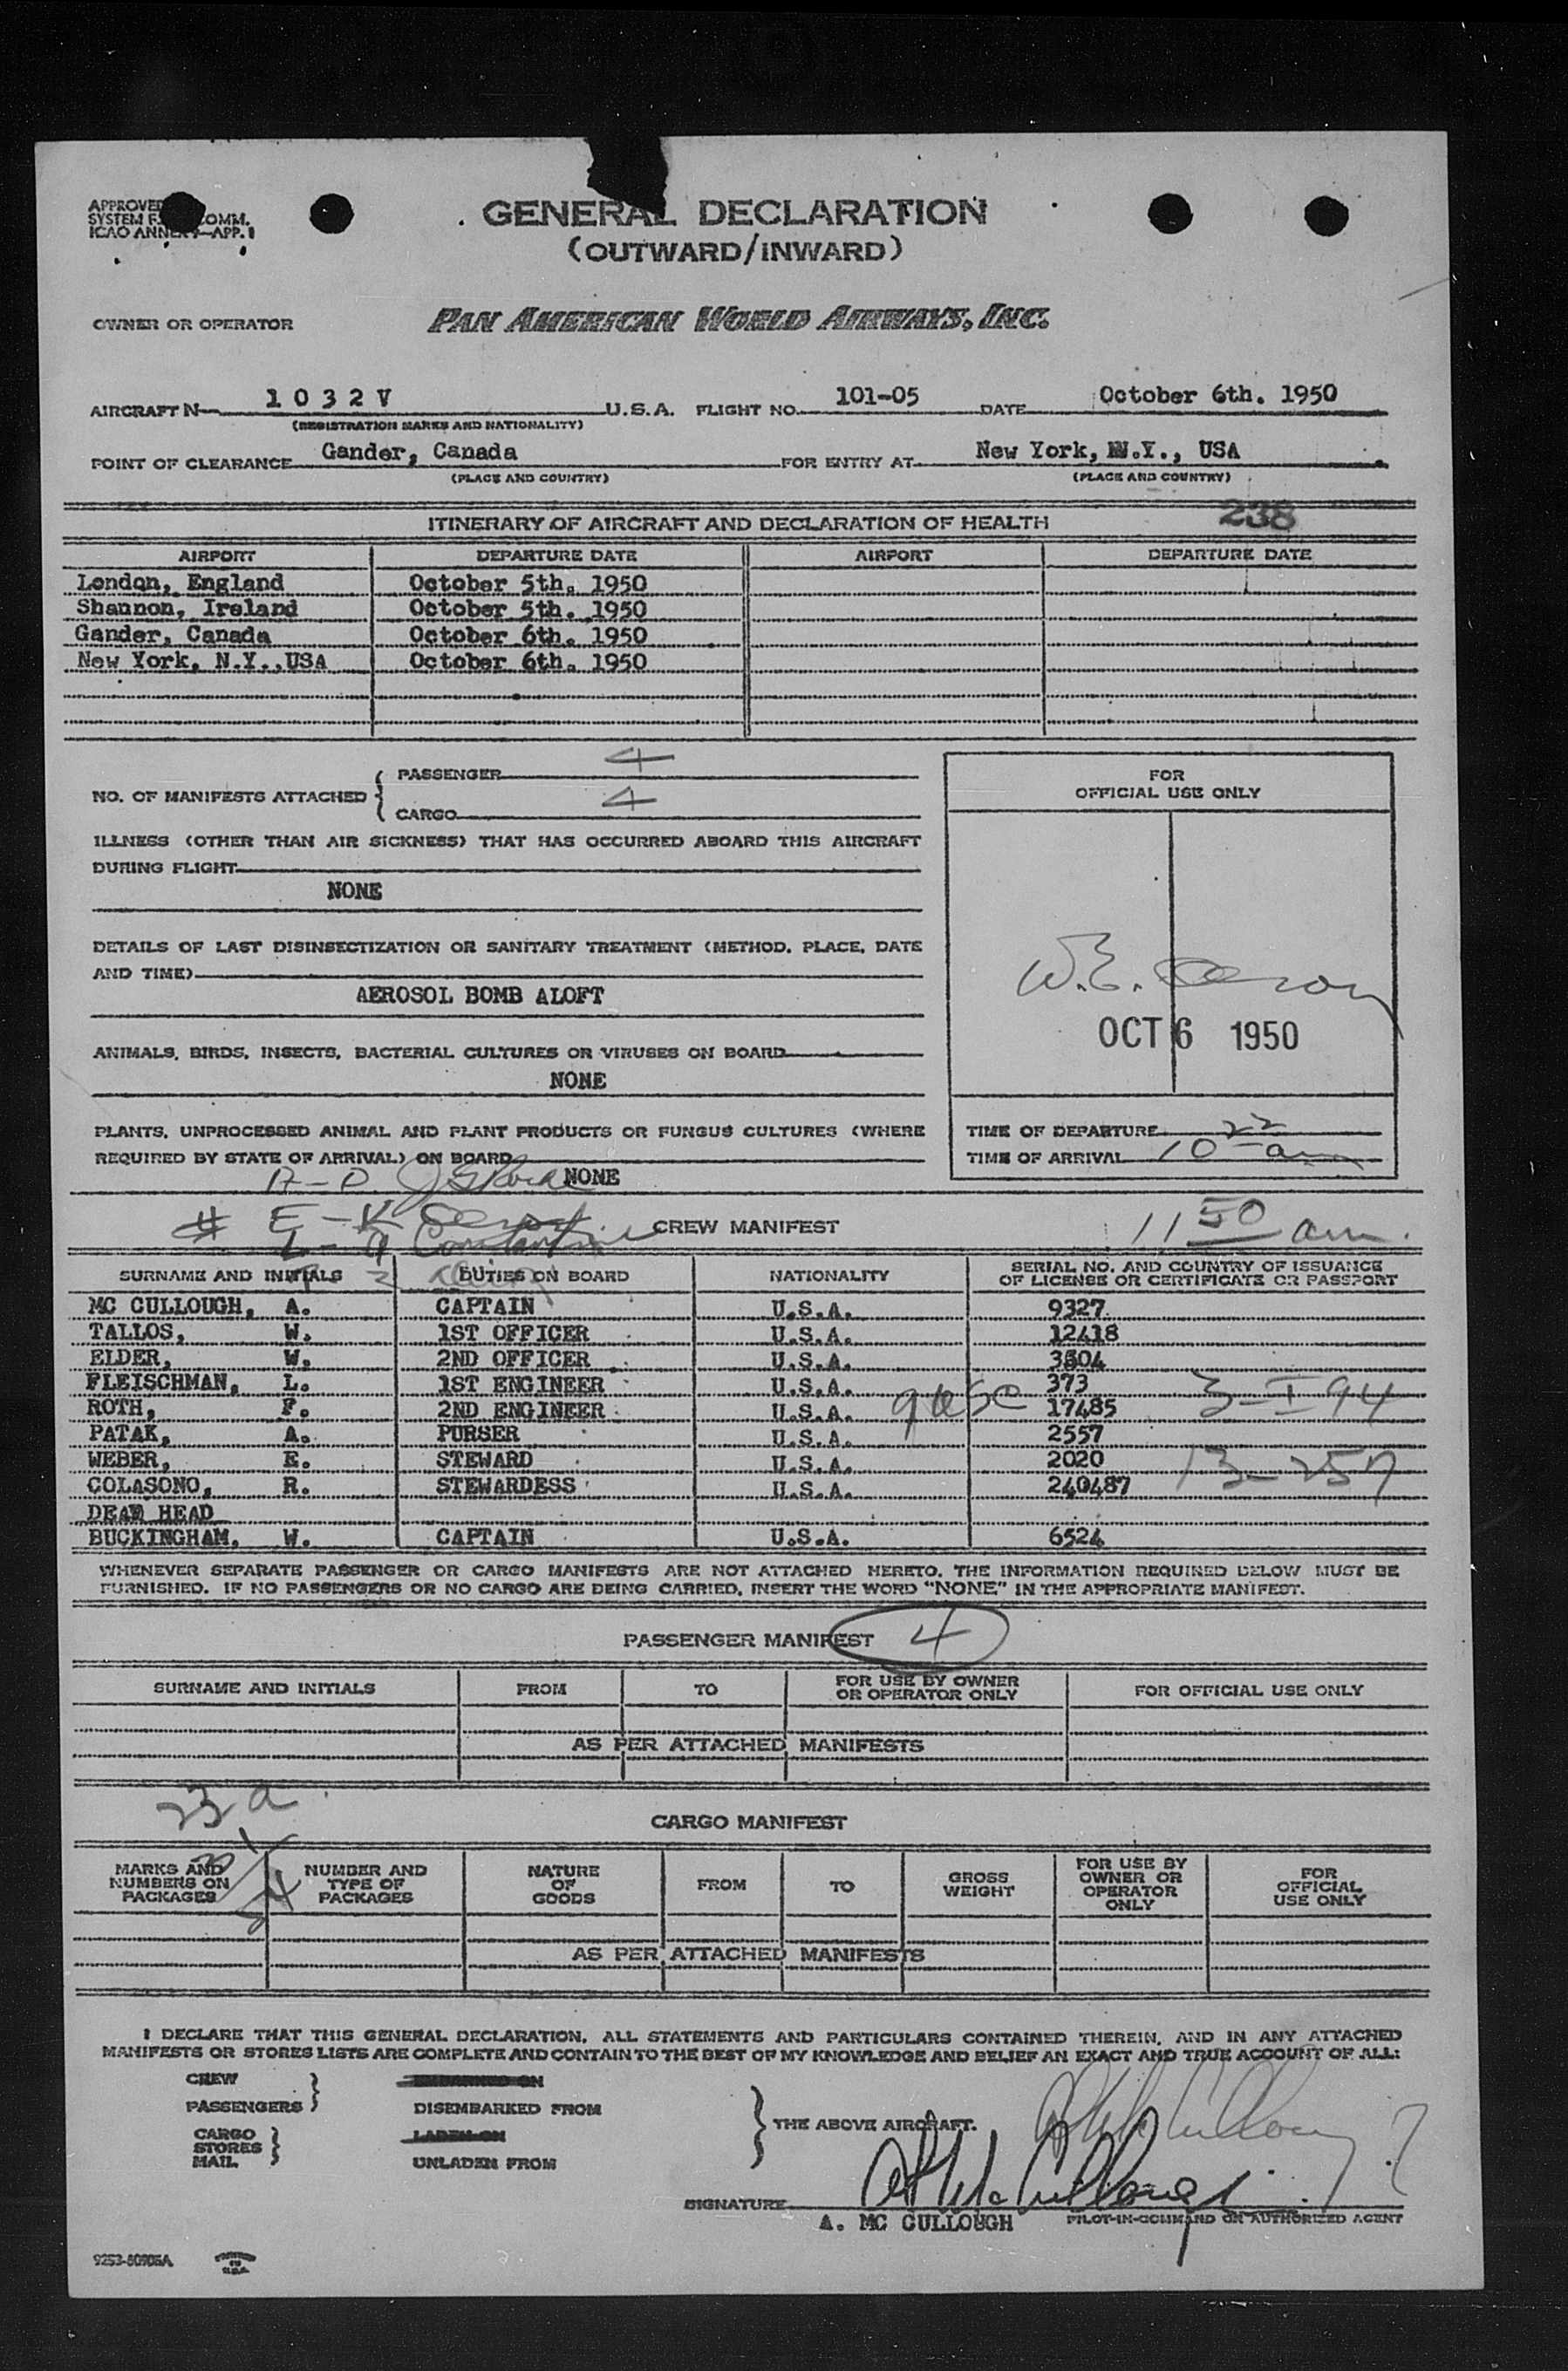 GENERAL DECLARATION
(OUTWARD/INWARD)
OWNER OR OPERATOR PAN AMERICAN WORLD AIRWAYS, INC.
AIRCRAFT N 1 0 3 2 V U.S.A. FLIGHT NO. 101-05 DATE October 6th. 1950
(REGISTRATION MARKS AND NATIONALITY)
POINT OF CLEARANCE Gander, Canada FOR ENTRY AT New York, N.Y., USA
(PLACE AND COUNTRY) (PLACE AND COUNTRY)
238
ITINERARY OF AIRCRAFT AND DECLARATION OF HEALTH
AIRPORT DEPARTURE DATE AIRPORT DEPARTURE DATE
London, England October 5th. 1950
Shannon, Ireland October 5th. 1950
Gander, Canada October 6th. 1950
New York, N.Y.,USA October 6th. 1950
NO. OF MANIFESTS ATTACHED { PASSENGER 4
CARGO 4
FOR
OFFICIAL USE ONLY
ILLNESS (OTHER THAN AIR SICKNESS) THAT HAS OCCURRED ABOARD THIS AIRCRAFT
DURING FLIGHT
NONE
DETAILS OF LAST DISINSECTIZATION OR SANITARY TREATMENT (METHOD, PLACE, DATE
AND TIME)
AEROSOL BOMB ALOFT
W.E.
OCT 6 1950
ANIMALS, BIRDS, INSECTS, BACTERIAL CULTURES OR VIRUSES ON BOARD
NONE
PLANTS, UNPROCESSED ANIMAL AND PLANT PRODUCTS OR FUNGUS CULTURES (WHERE
REQUIRED BY STATE OF ARRIVAL) ON BOARD
NONE
TIME OF DEPARTURE
TIME OF ARRIVAL 10 22 am
A-D
E-K
CREW MANIFEST
11 50 am.
SURNAME AND INITIALS DUTIES ON BOARD NATIONALITY SERIAL NO. AND COUNTRY OF ISSUANCE
OF LICENSE OR CERTIFICATE OR PASSPORT
MC CULLOUGH, A. CAPTAIN U.S.A. 9327
TALLOS, W. 1ST OFFICER U.S.A. 12418
ELDER, W. 2ND OFFICER U.S.A. 3504
FLEISCHMAN, L. 1ST ENGINEER U.S.A. 373 3-I 94
ROTH, F. 2ND ENGINEER U.S.A. 17485
PATAK, A. PURSER U.S.A. 2557
WEBER, E. STEWARD U.S.A. 2020 13-257
COLASONO, R. STEWARDESS U.S.A. 240487
DEAD HEAD
BUCKINGHAM, W. CAPTAIN U.S.A. 6524
WHENEVER SEPARATE PASSENGER OR CARGO MANIFESTS ARE NOT ATTACHED HERETO, THE INFORMATION REQUIRED BELOW MUST BE
FURNISHED. IF NO PASSENGERS OR NO CARGO ARE BEING CARRIED, INSERT THE WORD "NONE" IN THE APPROPRIATE MANIFEST.
PASSENGER MANIFEST 4
SURNAME AND INITIALS FROM TO FOR USE BY OWNER
OR OPERATOR ONLY FOR OFFICIAL USE ONLY
AS PER ATTACHED MANIFESTS
23 a
CARGO MANIFEST
MARKS AND
NUMBERS ON
PACKAGES NUMBER AND
TYPE OF
PACKAGES NATURE
OF
GOODS FROM TO GROSS
WEIGHT FOR USE BY
OWNER OR
OPERATOR
ONLY FOR
OFFICIAL
USE ONLY
AS PER ATTACHED MANIFESTS
I DECLARE THAT THIS GENERAL DECLARATION, ALL STATEMENTS AND PARTICULARS CONTAINED THEREIN, AND IN ANY ATTACHED
MANIFESTS OR STORES LISTS ARE COMPLETE AND CONTAIN TO THE BEST OF MY KNOWLEDGE AND BELIEF AN EXACT AND TRUE ACCOUNT OF ALL:
CREW
PASSENGERS } DISEMBARKED FROM
CARGO
STORES
MAIL } UNLADEN FROM
} THE ABOVE AIRCRAFT.
SIGNATURE A McCullough
A. MC CULLOUGH PILOT-IN-COMMAND OR AUTHORIZED AGENT